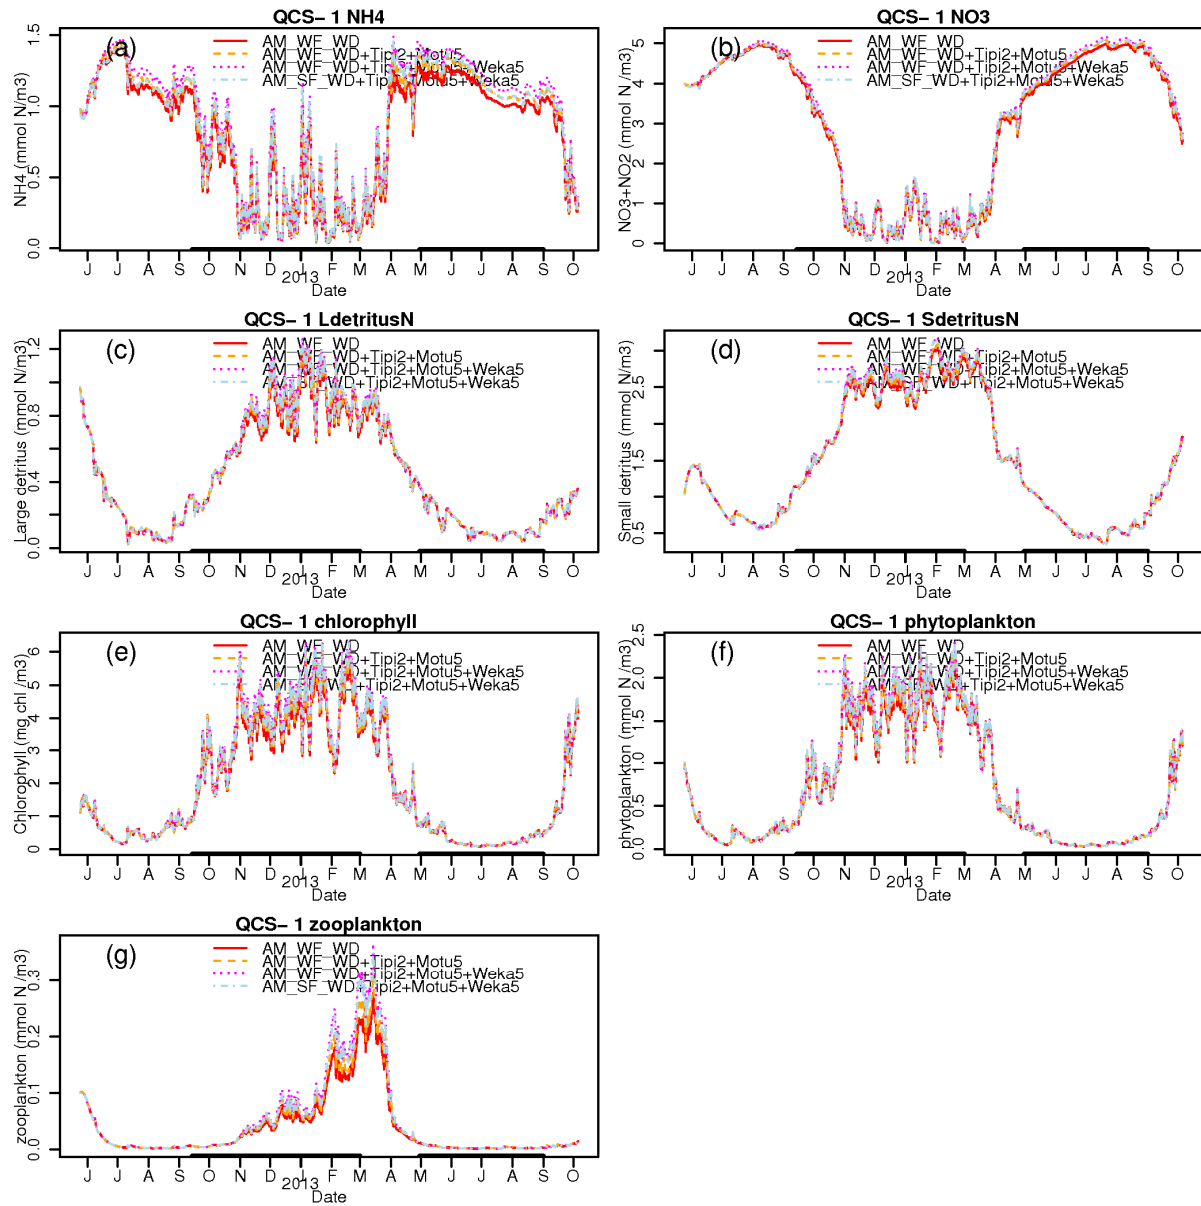 QCS- 1 NH4
(a)
AM_WF_WD
AM_WF_WD+Tipi2+Motu5
AM_WF_WD+Tipi2+Motu5+Weka5
AM_SF_WD+Tipi2+Motu5+Weka5
NH4 (mmol N/m3)
0.0 0.5 1.0 1.5
J J A S O N D J F M A M J J A S O
2013
Date
QCS- 1 NO3
(b)
AM_WF_WD
AM_WF_WD+Tipi2+Motu5
AM_WF_WD+Tipi2+Motu5+Weka5
AM_SF_WD+Tipi2+Motu5+Weka5
NO3+NO2 (mmol N /m3)
0 1 2 3 4 5
J J A S O N D J F M A M J J A S O
2013
Date
QCS- 1 LdetritusN
(c)
AM_WF_WD
AM_WF_WD+Tipi2+Motu5
AM_WF_WD+Tipi2+Motu5+Weka5
AM_SF_WD+Tipi2+Motu5+Weka5
Large detritus (mmol N/m3)
0.0 0.4 0.8 1.2
J J A S O N D J F M A M J J A S O
2013
Date
QCS- 1 SdetritusN
(d)
AM_WF_WD
AM_WF_WD+Tipi2+Motu5
AM_WF_WD+Tipi2+Motu5+Weka5
AM_SF_WD+Tipi2+Motu5+Weka5
Small detritus (mmol N/m3)
0.5 1.5 2.5
J J A S O N D J F M A M J J A S O
2013
Date
QCS- 1 chlorophyll
(e)
AM_WF_WD
AM_WF_WD+Tipi2+Motu5
AM_WF_WD+Tipi2+Motu5+Weka5
AM_SF_WD+Tipi2+Motu5+Weka5
Chlorophyll (mg chl /m3)
0 1 2 3 4 5 6
J J A S O N D J F M A M J J A S O
2013
Date
QCS- 1 phytoplankton
(f)
AM_WF_WD
AM_WF_WD+Tipi2+Motu5
AM_WF_WD+Tipi2+Motu5+Weka5
AM_SF_WD+Tipi2+Motu5+Weka5
phytoplankton (mmol N /m3)
0.0 0.5 1.0 1.5 2.0 2.5
J J A S O N D J F M A M J J A S O
2013
Date
QCS- 1 zooplankton
(g)
AM_WF_WD
AM_WF_WD+Tipi2+Motu5
AM_WF_WD+Tipi2+Motu5+Weka5
AM_SF_WD+Tipi2+Motu5+Weka5
zooplankton (mmol N /m3)
0.0 0.1 0.2 0.3
J J A S O N D J F M A M J J A S O
2013
Date